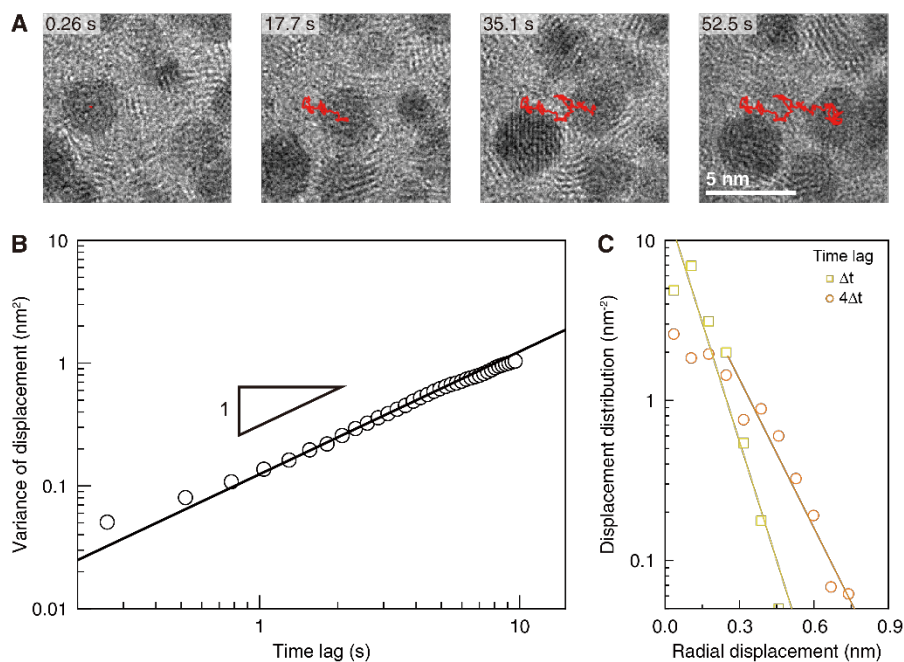 A
0.26 s
17.7 s
35.1 s
52.5 s
5 nm
B
Variance of displacement (nm²)
10
1
0.1
0.01
1
1
10
Time lag (s)
C
Displacement distribution (nm⁻²)
10
1
0.1
Time lag
Δt
4Δt
0.0
0.3
0.6
0.9
Radial displacement (nm)